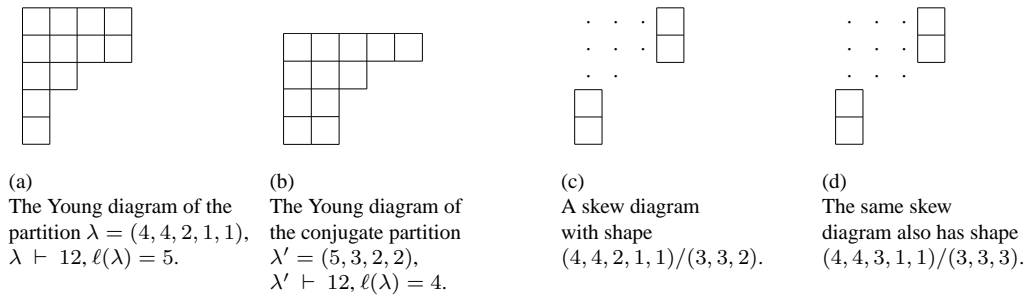 (a)
The Young diagram of the
partition λ = (4, 4, 2, 1, 1),
λ ⊢ 12, ℓ(λ) = 5.
(b)
The Young diagram of
the conjugate partition
λ′ = (5, 3, 2, 2),
λ′ ⊢ 12, ℓ(λ) = 4.
(c)
A skew diagram
with shape
(4, 4, 2, 1, 1)/(3, 3, 2).
(d)
The same skew
diagram also has shape
(4, 4, 3, 1, 1)/(3, 3, 3).